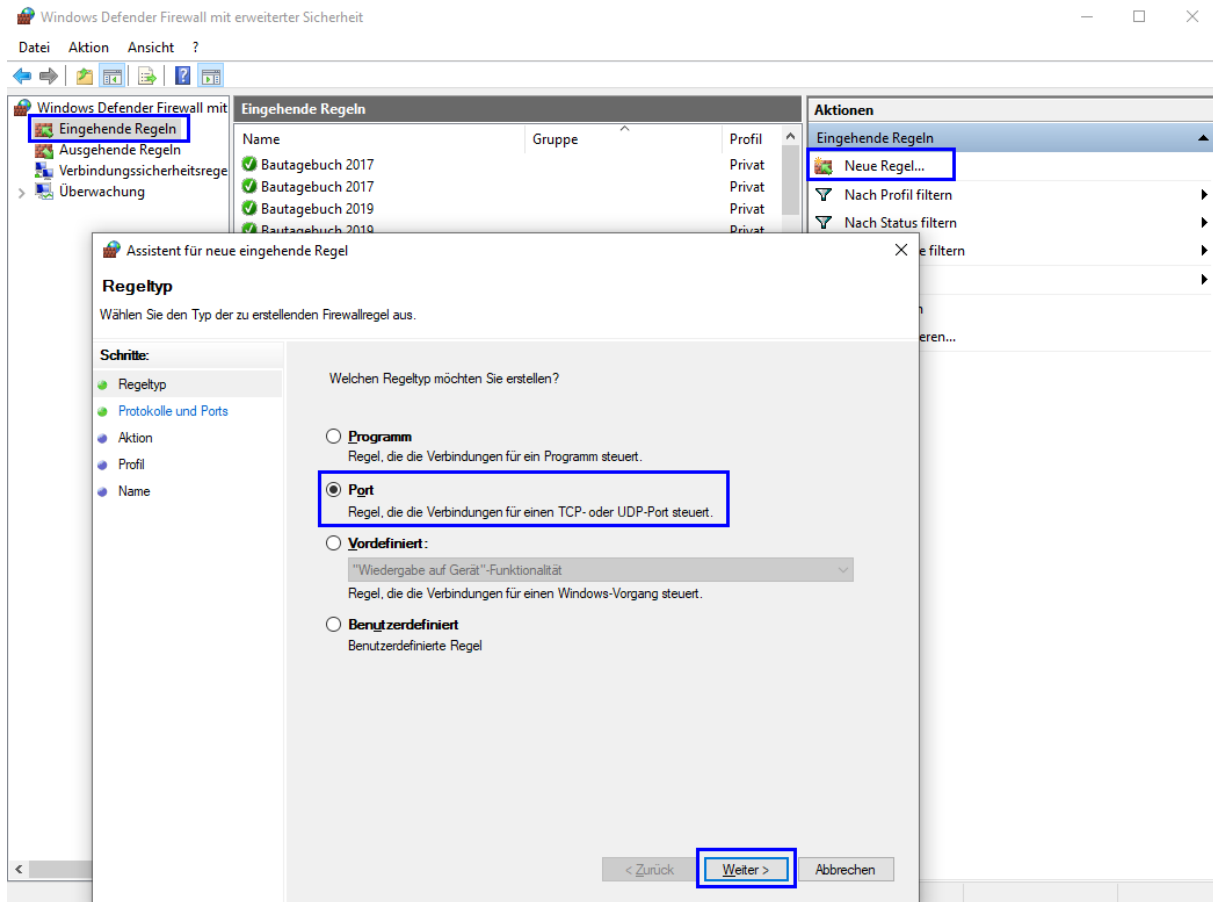 Windows Defender Firewall mit erweiterter Sicherheit
Datei Aktion Ansicht ?
Windows Defender Firewall mit
Eingehende Regeln
Ausgehende Regeln
Verbindungssicherheitsrege
Überwachung
Eingehende Regeln
Name Gruppe Profil
Bautagebuch 2017 Privat
Bautagebuch 2017 Privat
Bautagebuch 2019 Privat
Bautagebuch 2019 Privat
Aktionen
Eingehende Regeln
Neue Regel...
Nach Profil filtern
Nach Status filtern
e filtern
eren...
Assistent für neue eingehende Regel
Regeltyp
Wählen Sie den Typ der zu erstellenden Firewallregel aus.
Schritte:
Regeltyp
Protokolle und Ports
Aktion
Profil
Name
Welchen Regeltyp möchten Sie erstellen?
Programm
Regel, die die Verbindungen für ein Programm steuert.
Port
Regel, die die Verbindungen für einen TCP- oder UDP-Port steuert.
Vordefiniert:
"Wiedergabe auf Gerät"-Funktionalität
Regel, die die Verbindungen für einen Windows-Vorgang steuert.
Benutzerdefiniert
Benutzerdefinierte Regel
< Zurück Weiter > Abbrechen